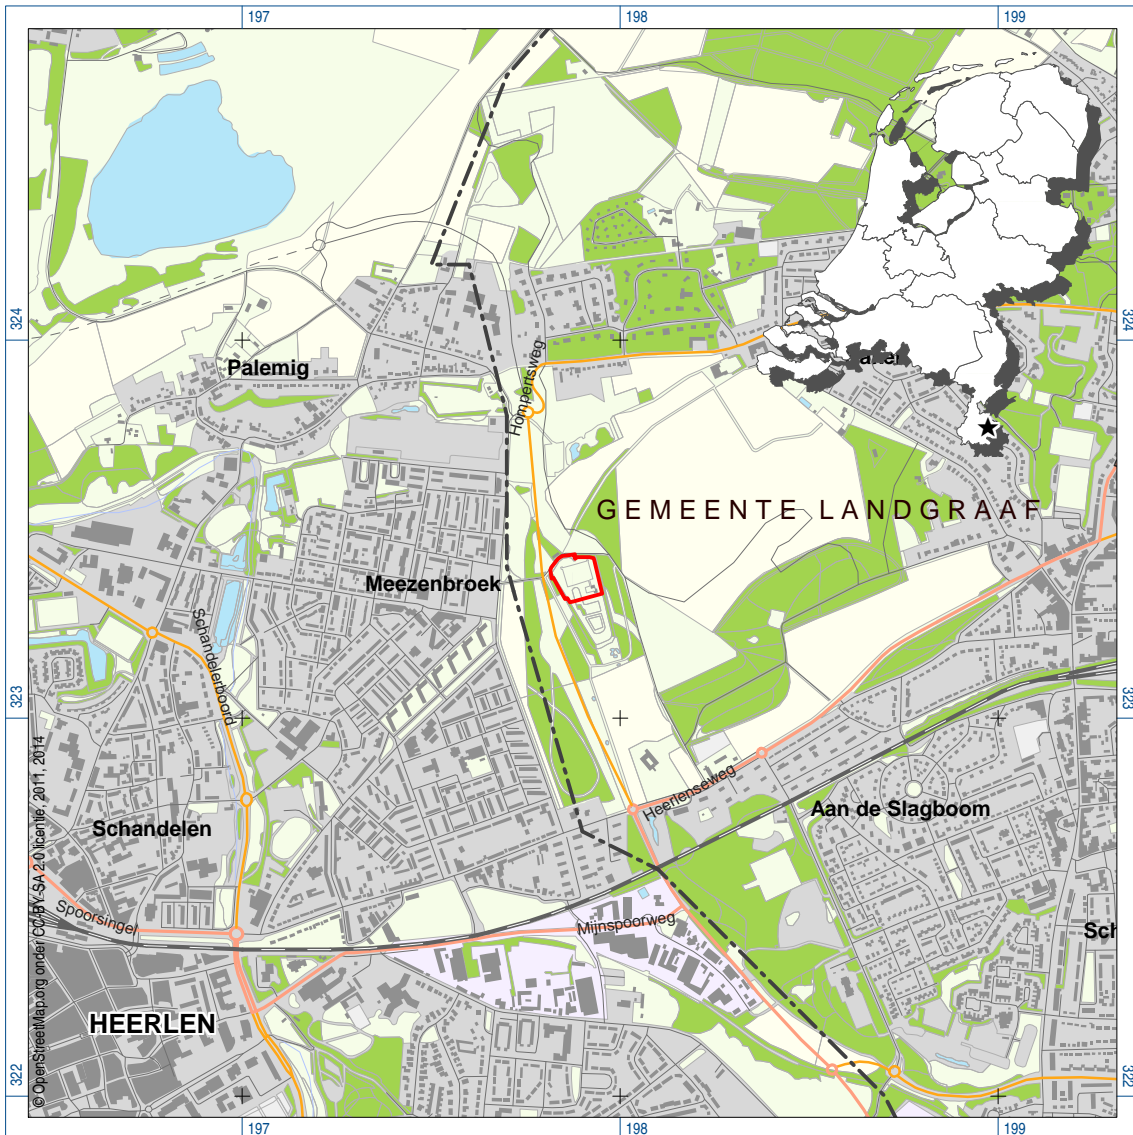 197
198
199
324
324
Palemig
Hompertsweg
GEMEENTE LANDGRAAF
Meezenbroek
Schandelerboord
323
323
Heerlenseweg
Aan de Slagboom
Schandelen
Spoorsingel
Mijnspoorweg
Sch
HEERLEN
322
322
197
198
199
© OpenStreetMap.org onder CC-BY-SA 2.0 licentie, 2011, 2014